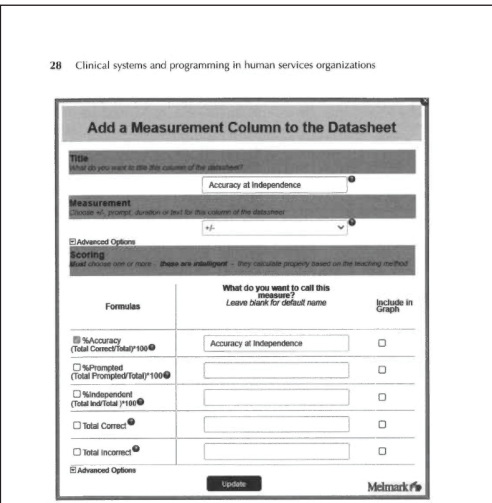 28 Clinical systems and programming in human services organizations
Add a Measurement Column to the Datasheet
Title
What do you want to title this column of the datasheet?
Accuracy at Independence
Measurement
Choose +/-, prompt, duration or text for this column of the datasheet
+/-
Advanced Options
Scoring
Must choose one or more - these are intelligent - they calculate property based on the teaching method
Formulas
What do you want to call this
measure?
Leave blank for default name
Include in
Graph
%Accuracy
(Total Correct/Total)*100
Accuracy at Independence
%Prompted
(Total Prompted/Total)*100
%Independent
(Total Ind/Total )*100
Total Correct
Total Incorrect
Advanced Options
Update
Melmark